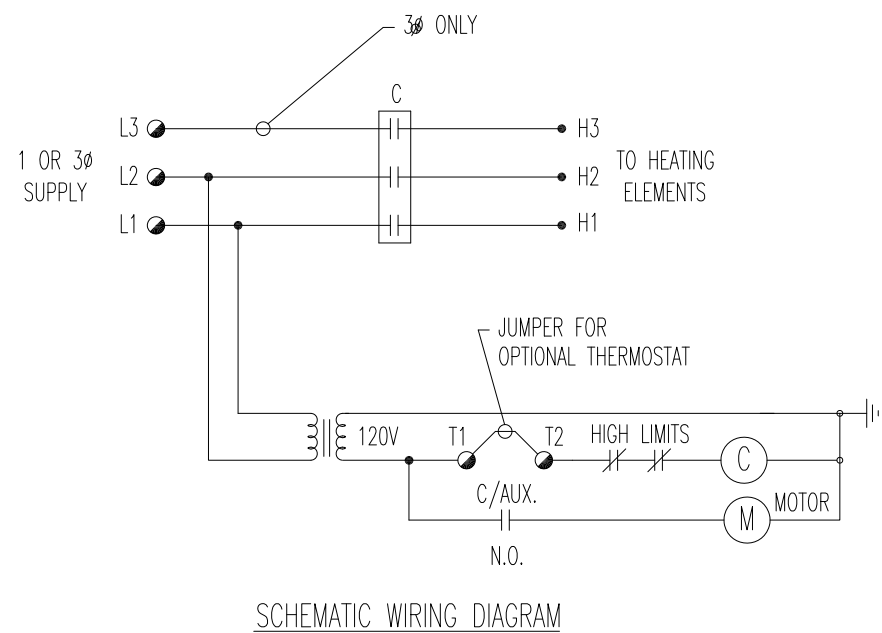 3ø ONLY
C
L3
H3
1 OR 3ø
SUPPLY
L2
H2
TO HEATING
ELEMENTS
L1
H1
JUMPER FOR
OPTIONAL THERMOSTAT
120V
T1
T2
HIGH LIMITS
C
C/AUX.
N.O.
M
MOTOR
SCHEMATIC WIRING DIAGRAM